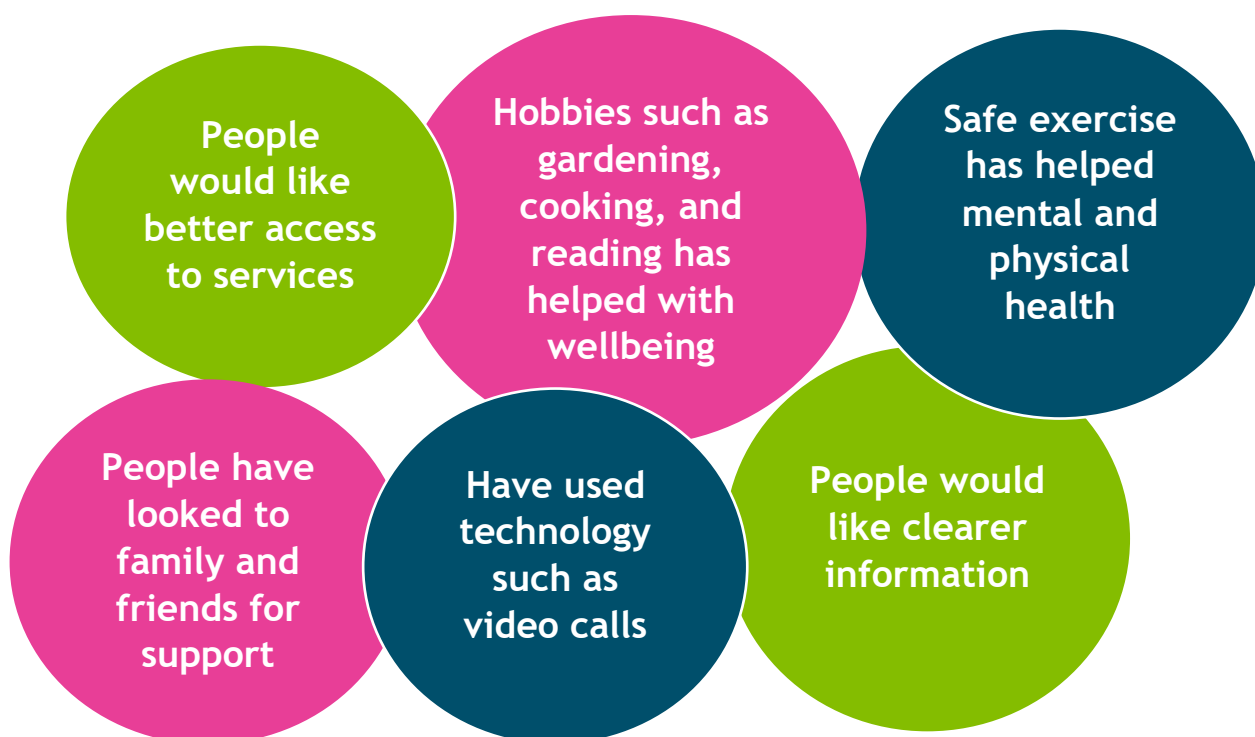 People
would like
better access
to services
Hobbies such as
gardening,
cooking, and
reading has
helped with
wellbeing
Safe exercise
has helped
mental and
physical
health
People have
looked to
family and
friends for
support
Have used
technology
such as
video calls
People would
like clearer
information